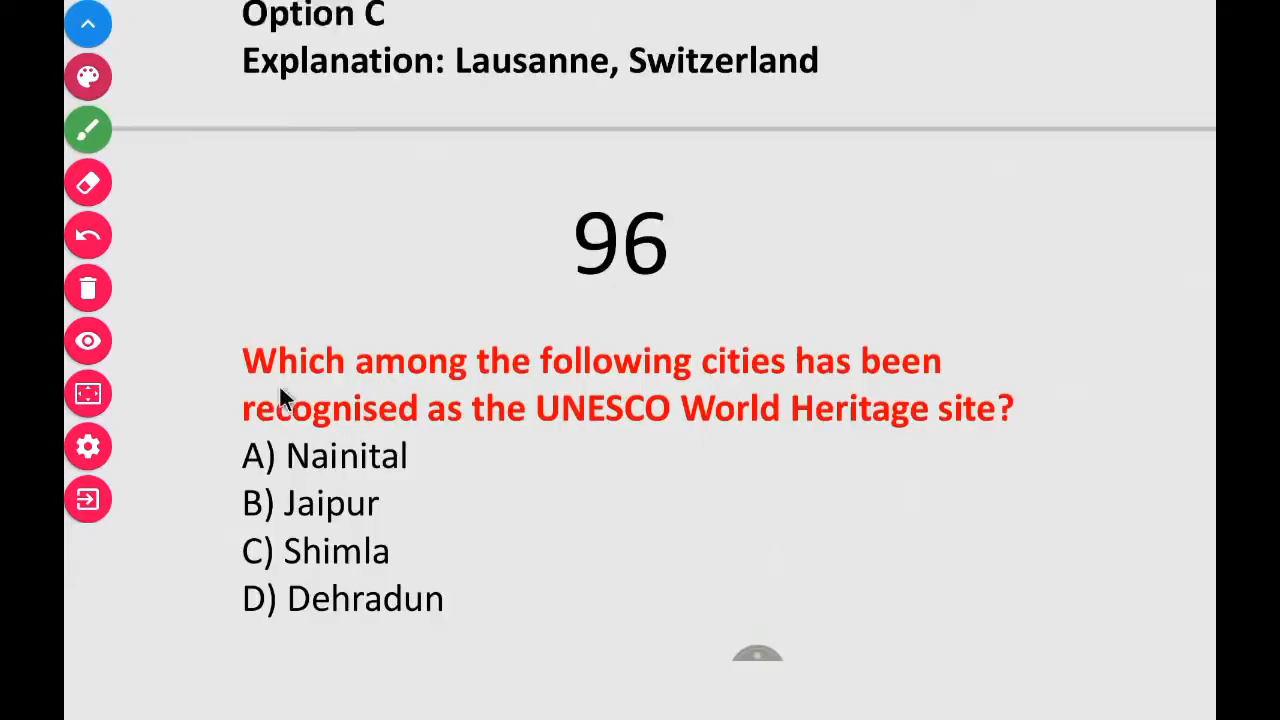 Option C
Explanation: Lausanne, Switzerland
96
Which among the following cities has been
recognised as the UNESCO World Heritage site?
A) Nainital
B) Jaipur
C) Shimla
D) Dehradun